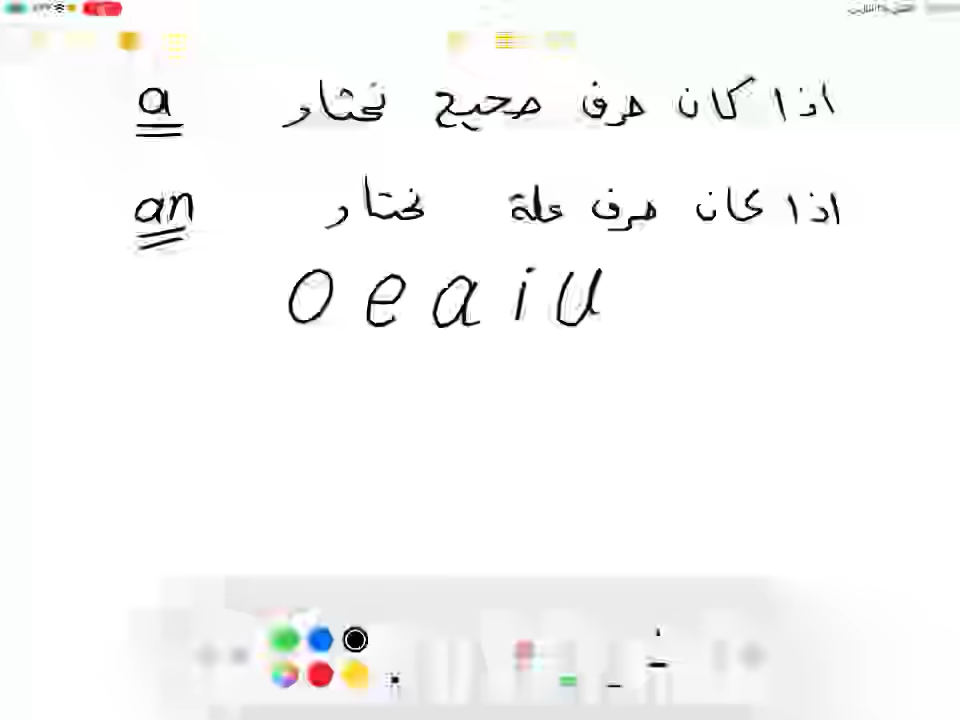 اذا كان حرف صحيح نختار a
اذا كان حرف علة نختار an
o e a i u